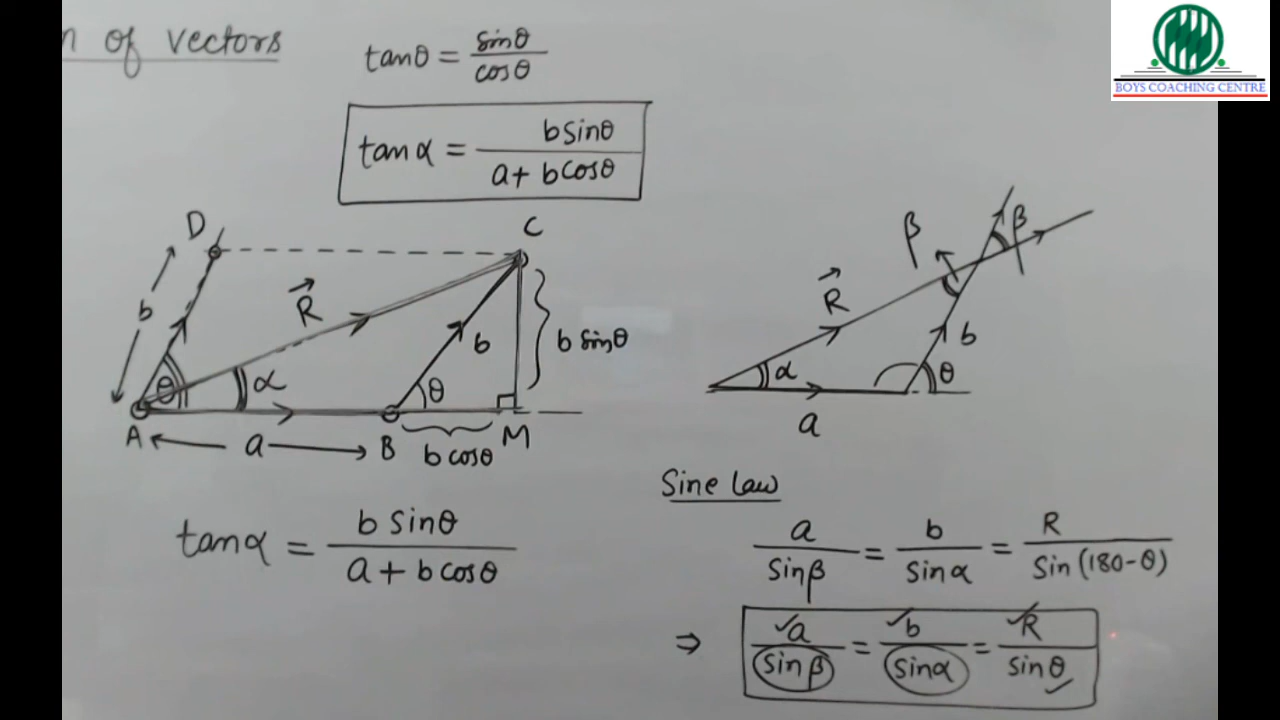 n of vectors
tanθ = sinθ / cosθ
tanα = b sinθ / a + b cosθ
BOYS COACHING CENTRE
D
C
b
R⃗
b
b sinθ
θ
α
θ
A
a
B
b cosθ
M
tanα = b sinθ / a + b cosθ
β
β
R⃗
b
α
θ
a
Sine law
a / sinβ = b / sinα = R / sin(180-θ)
⇒ ✓a / sinβ = ✓b / sinα = ✓R / sinθ ✓